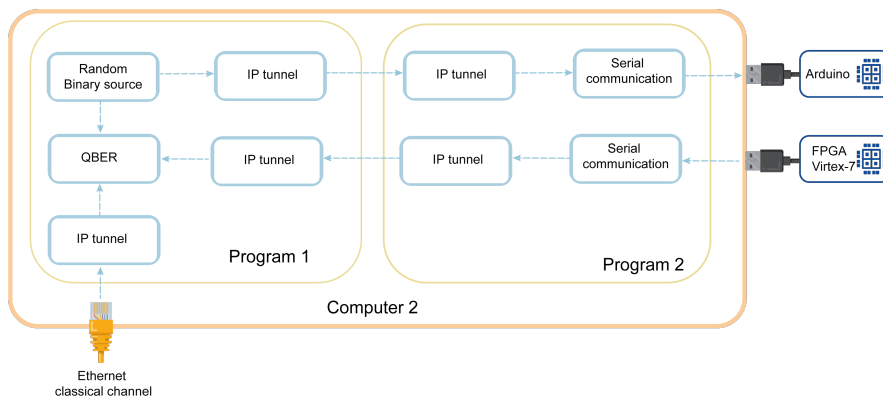 Random
Binary source
IP tunnel
IP tunnel
Serial
communication
Arduino
QBER
IP tunnel
IP tunnel
Serial
communication
FPGA
Virtex-7
IP tunnel
Program 1
Program 2
Computer 2
Ethernet
classical channel